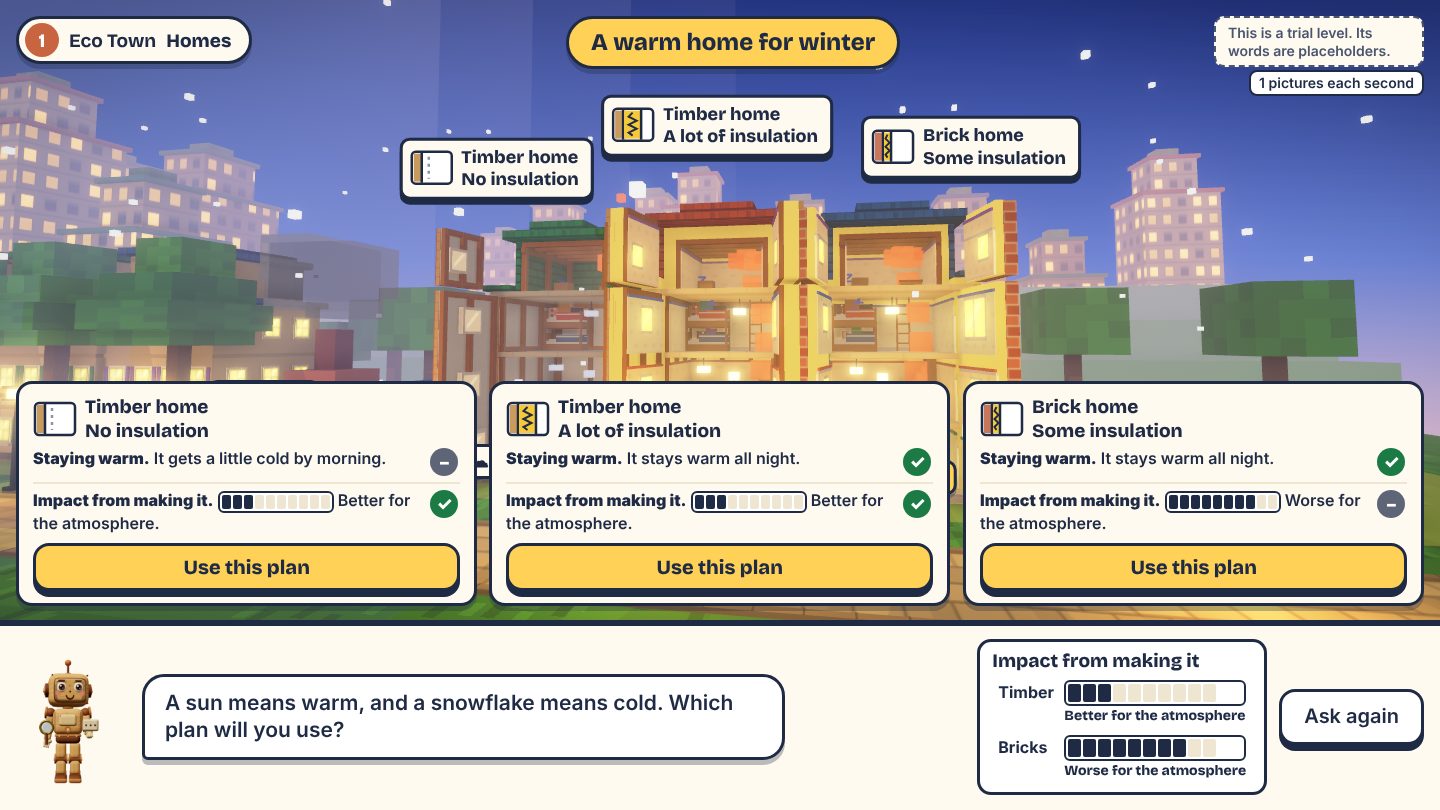 1 Eco Town Homes
A warm home for winter
This is a trial level. Its
words are placeholders.
1 pictures each second
Timber home
No insulation
Timber home
A lot of insulation
Brick home
Some insulation
Timber home
No insulation
Staying warm. It gets a little cold by morning.
Impact from making it. Better for
the atmosphere.
Use this plan
Timber home
A lot of insulation
Staying warm. It stays warm all night.
Impact from making it. Better for
the atmosphere.
Use this plan
Brick home
Some insulation
Staying warm. It stays warm all night.
Impact from making it. Worse for
the atmosphere.
Use this plan
A sun means warm, and a snowflake means cold. Which
plan will you use?
Impact from making it
Timber
Better for the atmosphere
Bricks
Worse for the atmosphere
Ask again